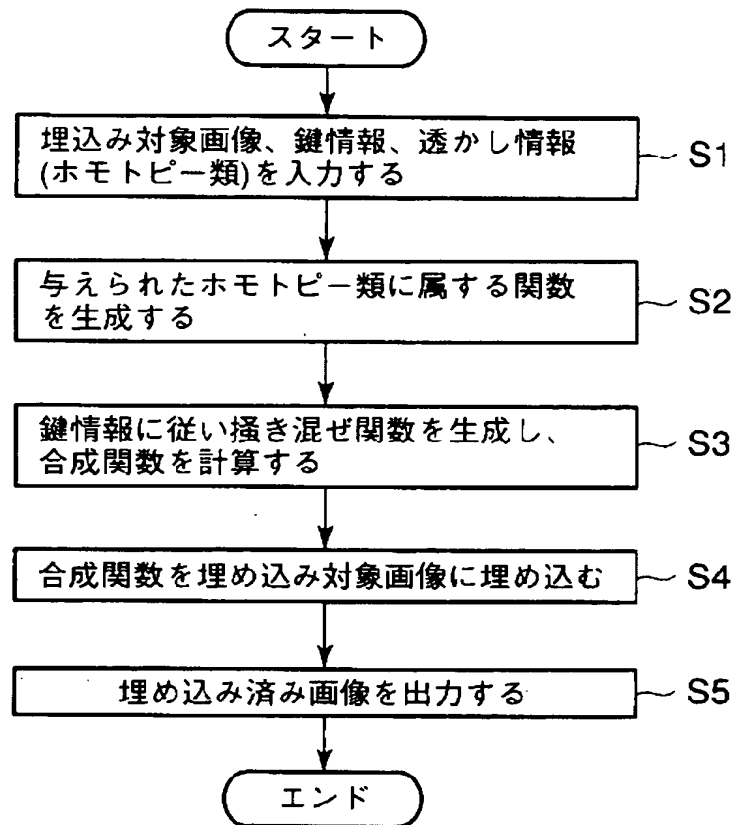 スタート
埋込み対象画像、鍵情報、透かし情報
(ホモトピー類)を入力する
S1
与えられたホモトピー類に属する関数
を生成する
S2
鍵情報に従い掻き混ぜ関数を生成し、
合成関数を計算する
S3
合成関数を埋め込み対象画像に埋め込む
S4
埋め込み済み画像を出力する
S5
エンド